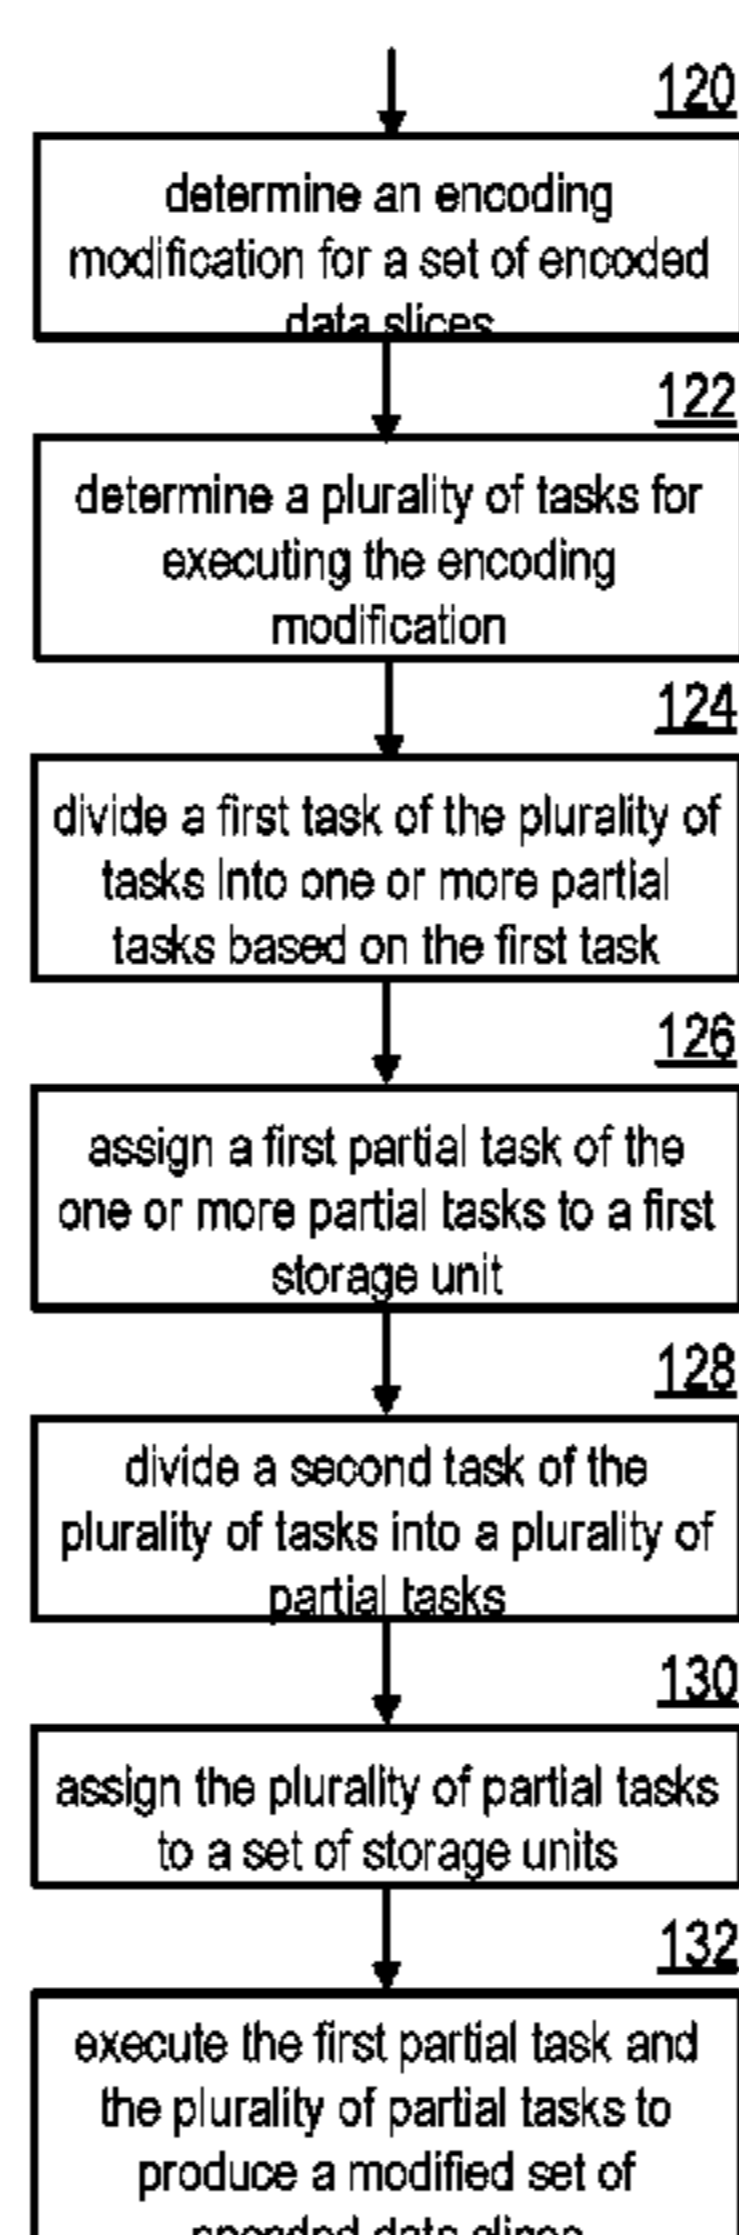 120
determine an encoding
modification for a set of encoded
data slices
122
determine a plurality of tasks for
executing the encoding
modification
124
divide a first task of the plurality of
tasks into one or more partial
tasks based on the first task
126
assign a first partial task of the
one or more partial tasks to a first
storage unit
128
divide a second task of the
plurality of tasks into a plurality of
partial tasks
130
assign the plurality of partial tasks
to a set of storage units
132
execute the first partial task and
the plurality of partial tasks to
produce a modified set of
encoded data slices